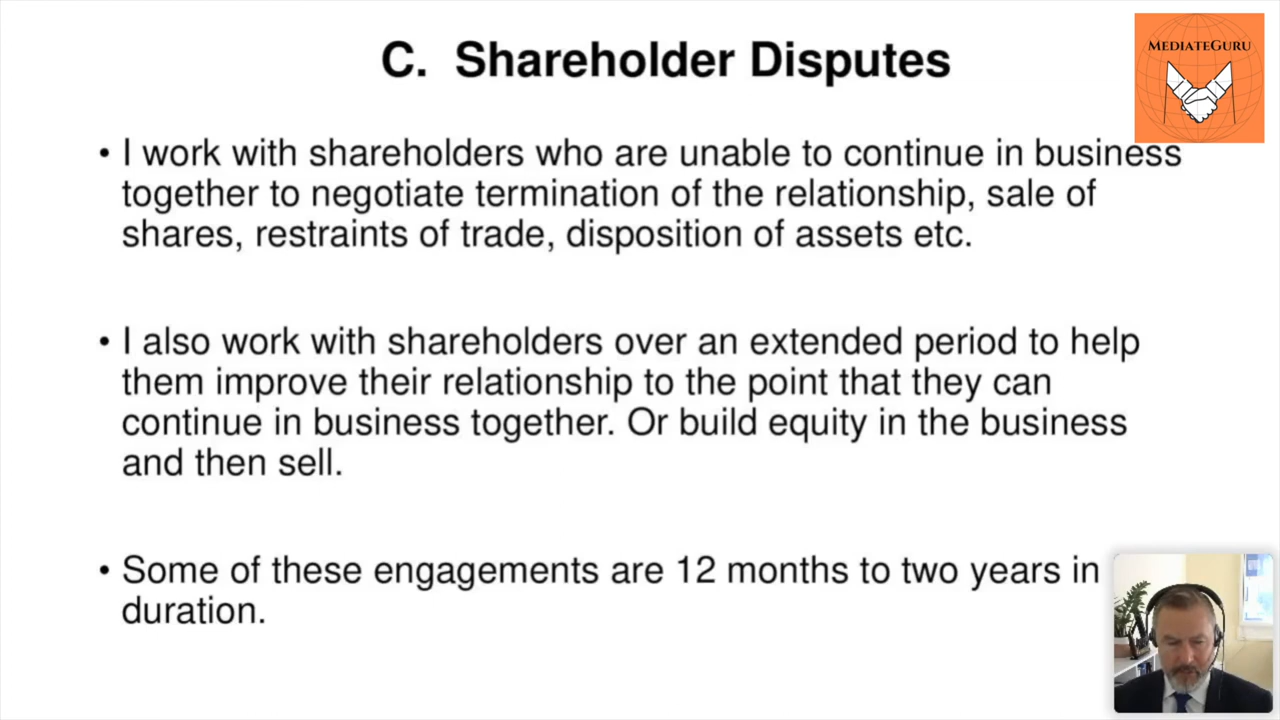 C. Shareholder Disputes
MEDIATEGURU
• I work with shareholders who are unable to continue in business
together to negotiate termination of the relationship, sale of
shares, restraints of trade, disposition of assets etc.
• I also work with shareholders over an extended period to help
them improve their relationship to the point that they can
continue in business together. Or build equity in the business
and then sell.
• Some of these engagements are 12 months to two years in
duration.